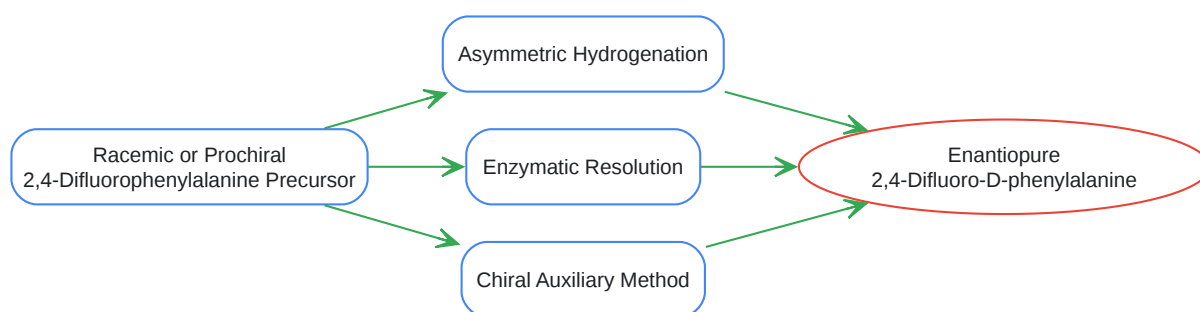 Asymmetric Hydrogenation
Racemic or Prochiral
2,4-Difluorophenylalanine Precursor
Enzymatic Resolution
Enantiopure
2,4-Difluoro-D-phenylalanine
Chiral Auxiliary Method